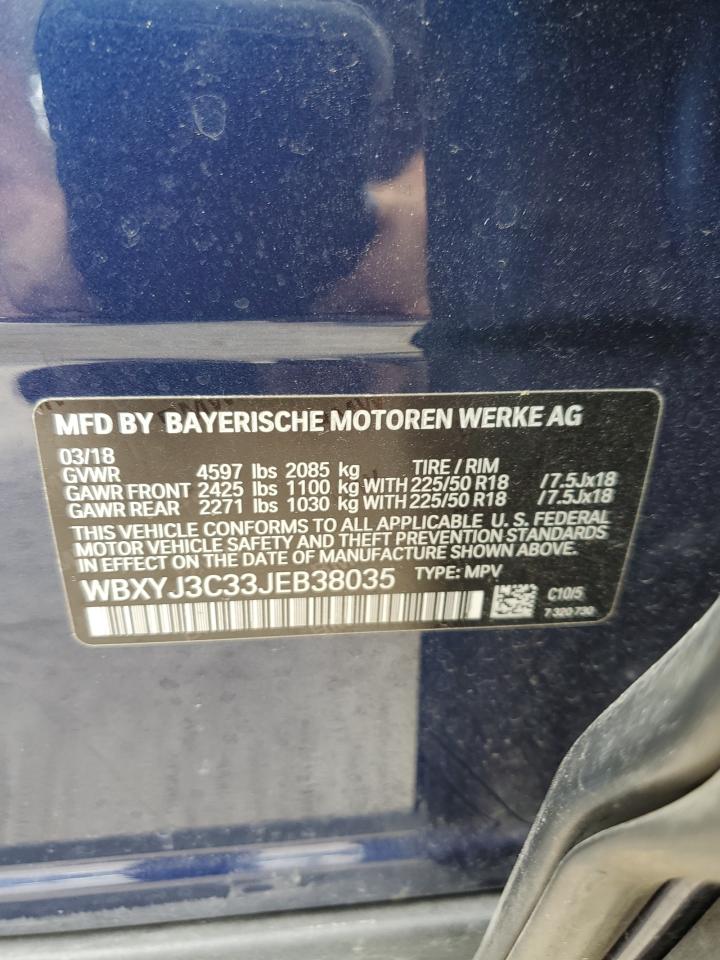 MFD BY BAYERISCHE MOTOREN WERKE AG
03/18
GVWR 4597 lbs 2085 kg TIRE / RIM
GAWR FRONT 2425 lbs 1100 kg WITH 225/50 R18 /7.5Jx18
GAWR REAR 2271 lbs 1030 kg WITH 225/50 R18 /7.5Jx18
THIS VEHICLE CONFORMS TO ALL APPLICABLE U. S. FEDERAL
MOTOR VEHICLE SAFETY AND THEFT PREVENTION STANDARDS
IN EFFECT ON THE DATE OF MANUFACTURE SHOWN ABOVE.
WBXYJ3C33JEB38035 TYPE: MPV
C10/5
7 320 730